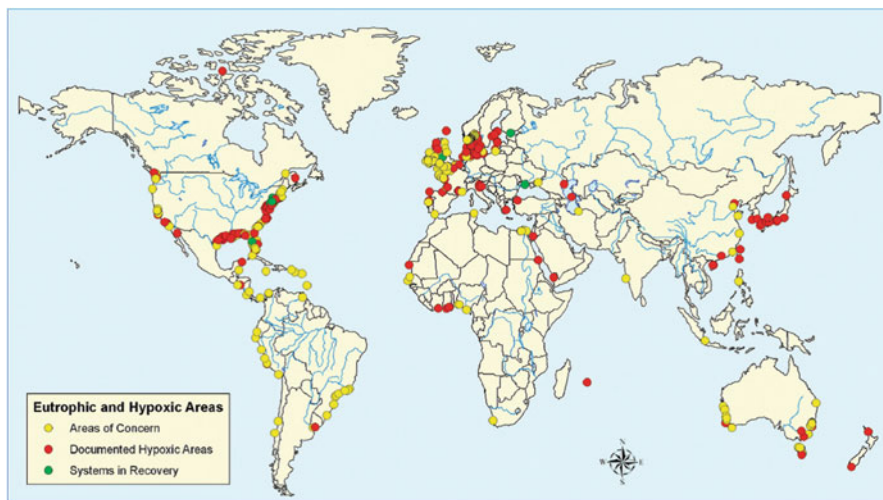 N
W E
S
Eutrophic and Hypoxic Areas
Areas of Concern
Documented Hypoxic Areas
Systems in Recovery